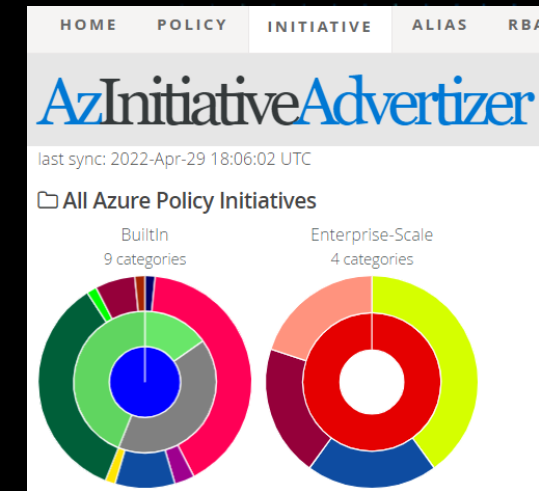 HOME POLICY INITIATIVE ALIAS RBA
AzInitiativeAdvertizer
last sync: 2022-Apr-29 18:06:02 UTC
All Azure Policy Initiatives
BuiltIn Enterprise-Scale
9 categories 4 categories